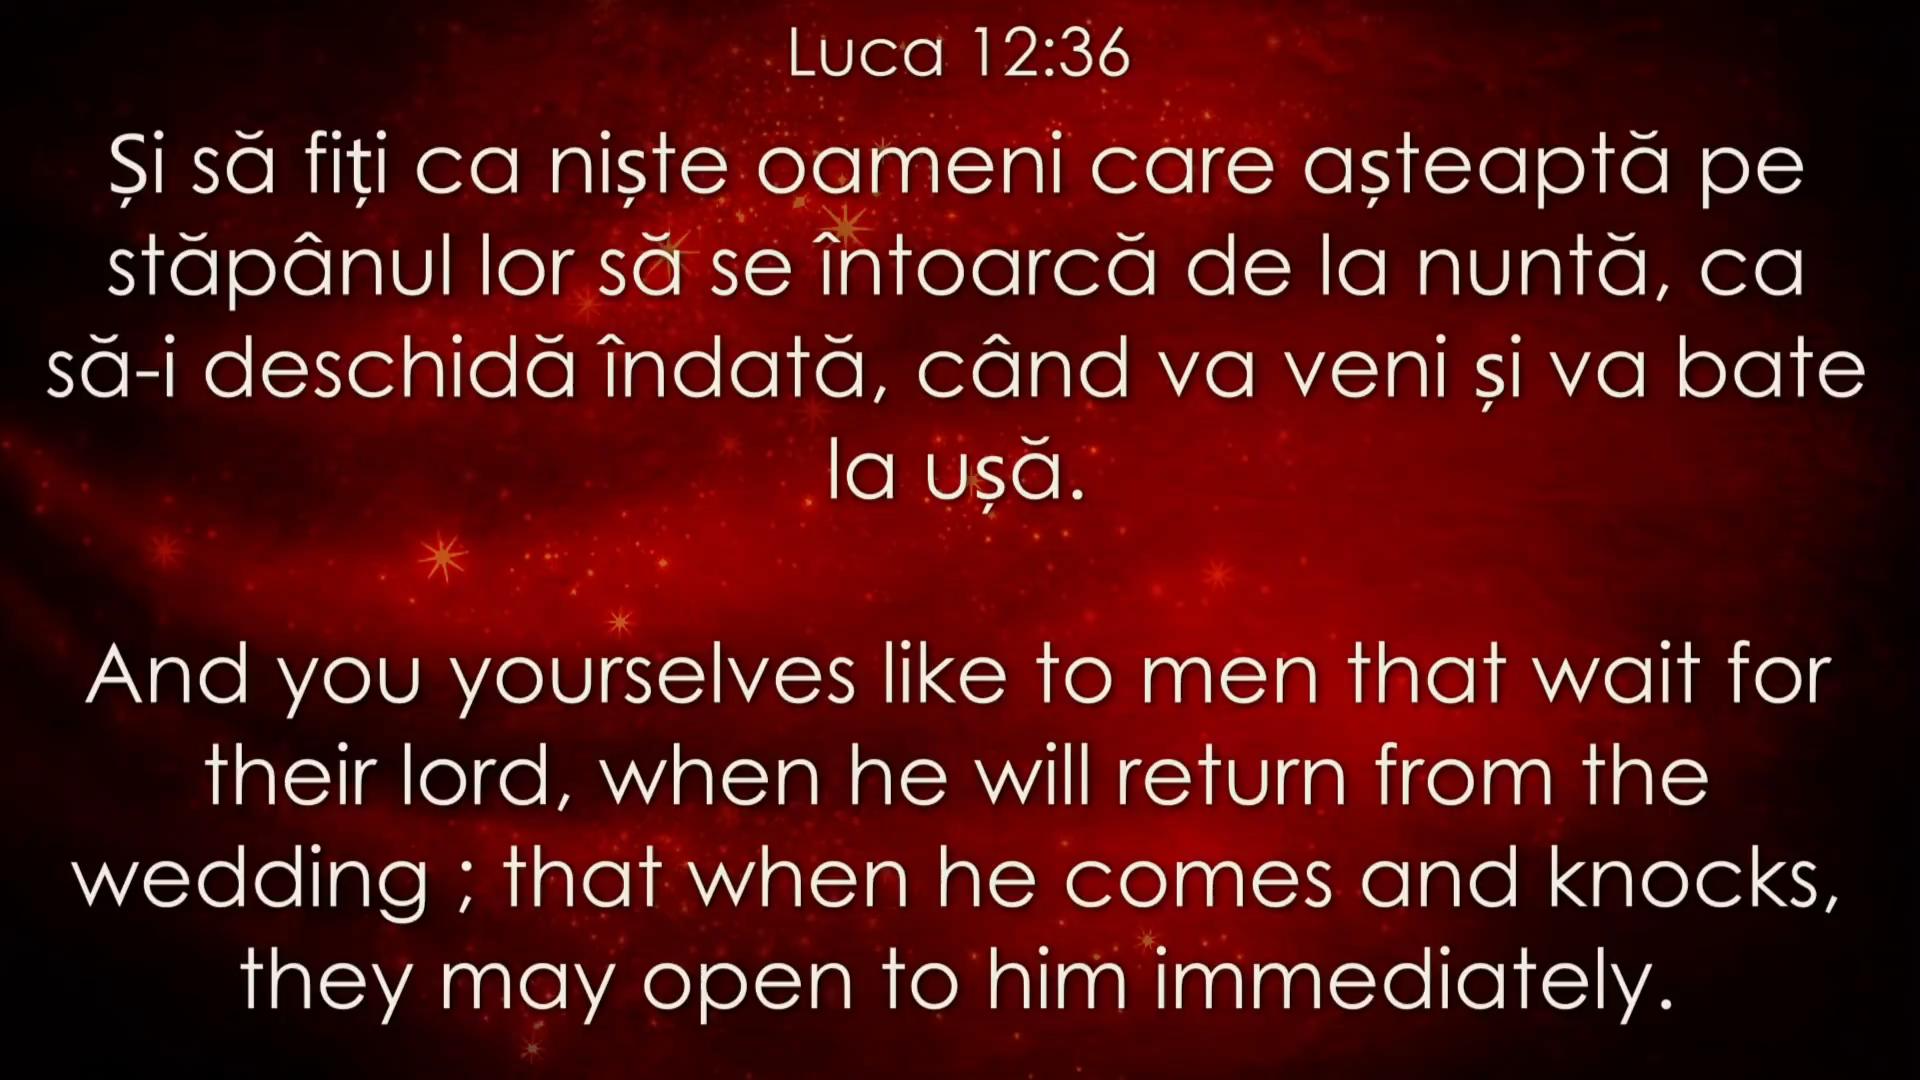 Luca 12:36
Și să fiți ca niște oameni care așteaptă pe
stăpânul lor să se întoarcă de la nuntă, ca
să-i deschidă îndată, când va veni și va bate
la ușă.
And you yourselves like to men that wait for
their lord, when he will return from the
wedding ; that when he comes and knocks,
they may open to him immediately.